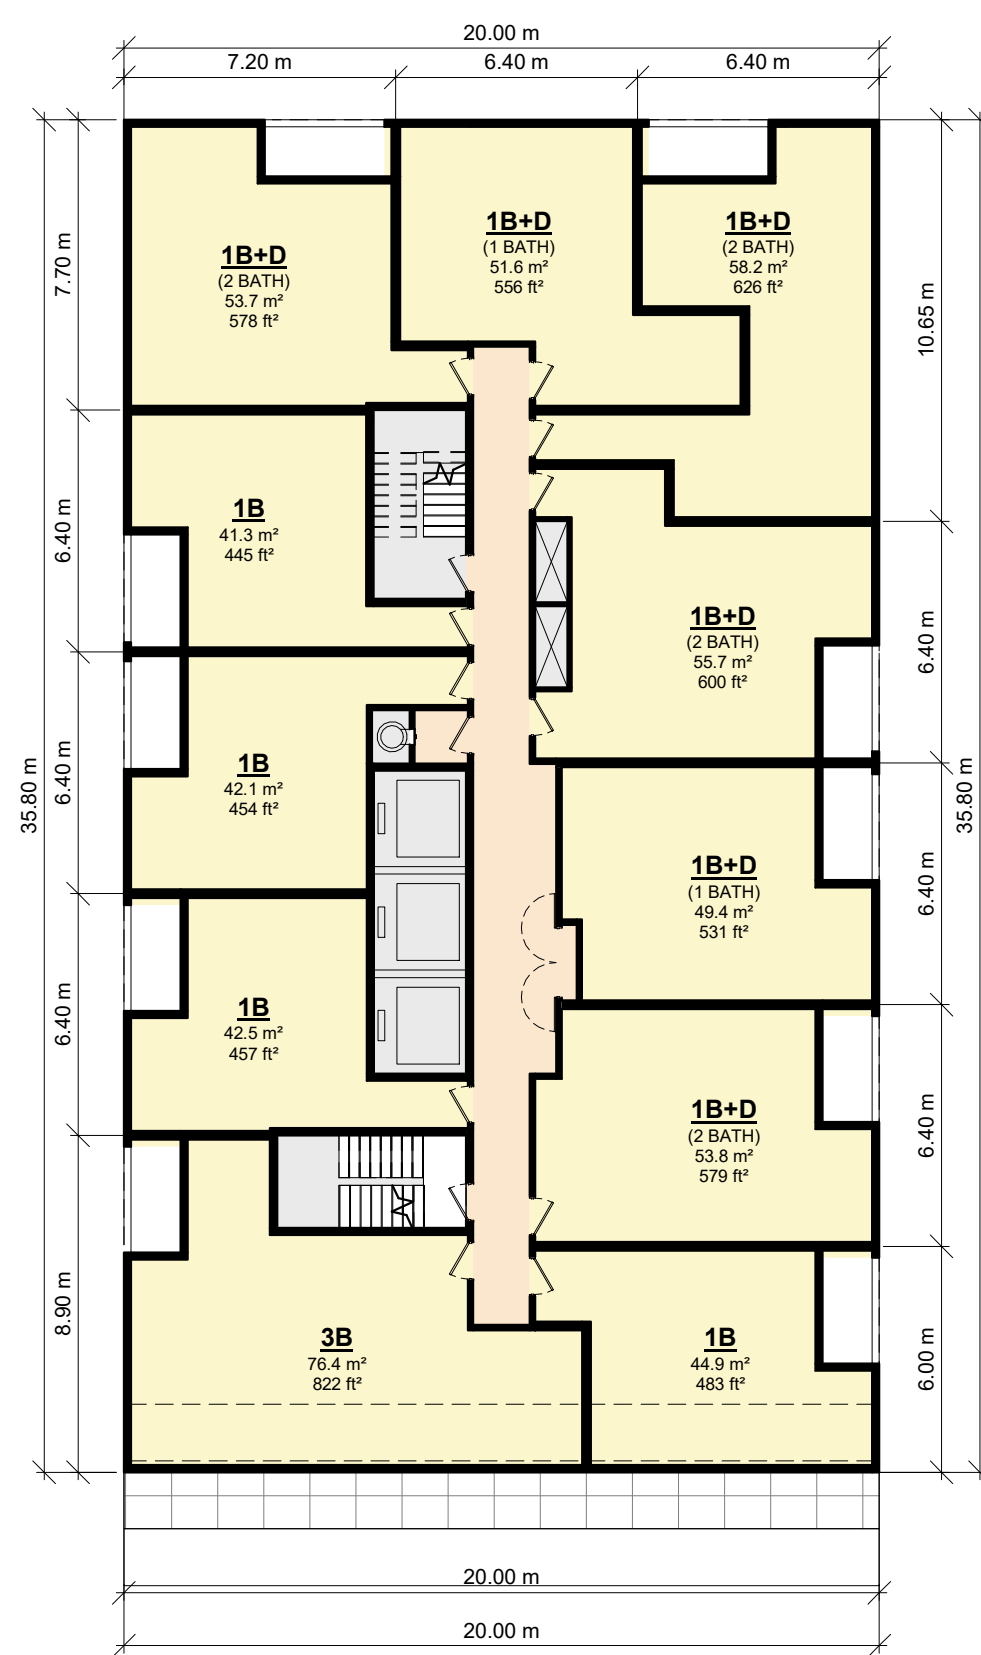 20.00 m
7.20 m
6.40 m
6.40 m
1B+D
(2 BATH)
53.7 m²
578 ft²
1B+D
(1 BATH)
51.6 m²
556 ft²
1B+D
(2 BATH)
58.2 m²
626 ft²
7.70 m
10.65 m
1B
41.3 m²
445 ft²
6.40 m
1B+D
(2 BATH)
55.7 m²
600 ft²
6.40 m
1B
42.1 m²
454 ft²
6.40 m
35.80 m
35.80 m
1B+D
(1 BATH)
49.4 m²
531 ft²
6.40 m
1B
42.5 m²
457 ft²
6.40 m
1B+D
(2 BATH)
53.8 m²
579 ft²
6.40 m
3B
76.4 m²
822 ft²
8.90 m
1B
44.9 m²
483 ft²
6.00 m
20.00 m
20.00 m